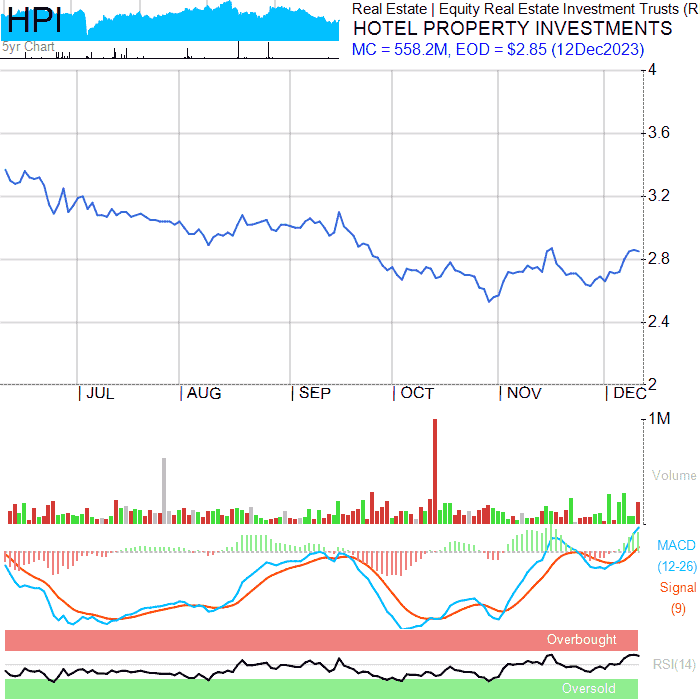 HPI
5yr Chart
Real Estate | Equity Real Estate Investment Trusts (R
HOTEL PROPERTY INVESTMENTS
MC = 558.2M, EOD = $2.85 (12Dec2023)
4
3.6
3.2
2.8
2.4
2
| JUL | AUG | SEP | OCT | NOV | DEC
1M
Volume
MACD
(12-26)
Signal
(9)
Overbought
RSI(14)
Oversold